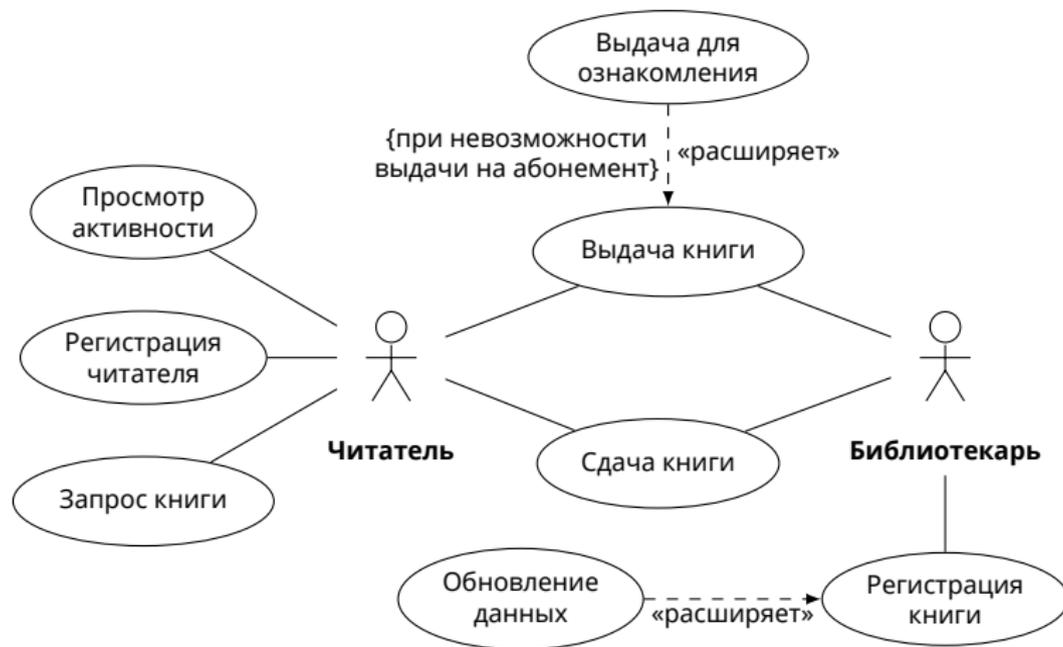 Выдача для
ознакомления
{при невозможности
выдачи на абонемент}
«расширяет»
Просмотр
активности
Выдача книги
Регистрация
читателя
Читатель
Библиотекарь
Сдача книги
Запрос книги
Обновление
данных
«расширяет»
Регистрация
книги